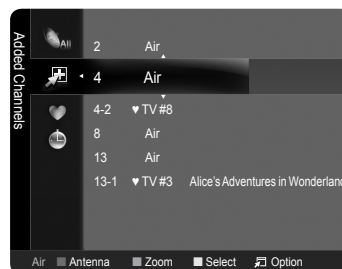 Added Channels
All
2 Air
4 Air
4-2 ♥ TV #8
8 Air
13 Air
13-1 ♥ TV #3 Alice's Adventures in Wonderland
Air Antenna Zoom Select Option